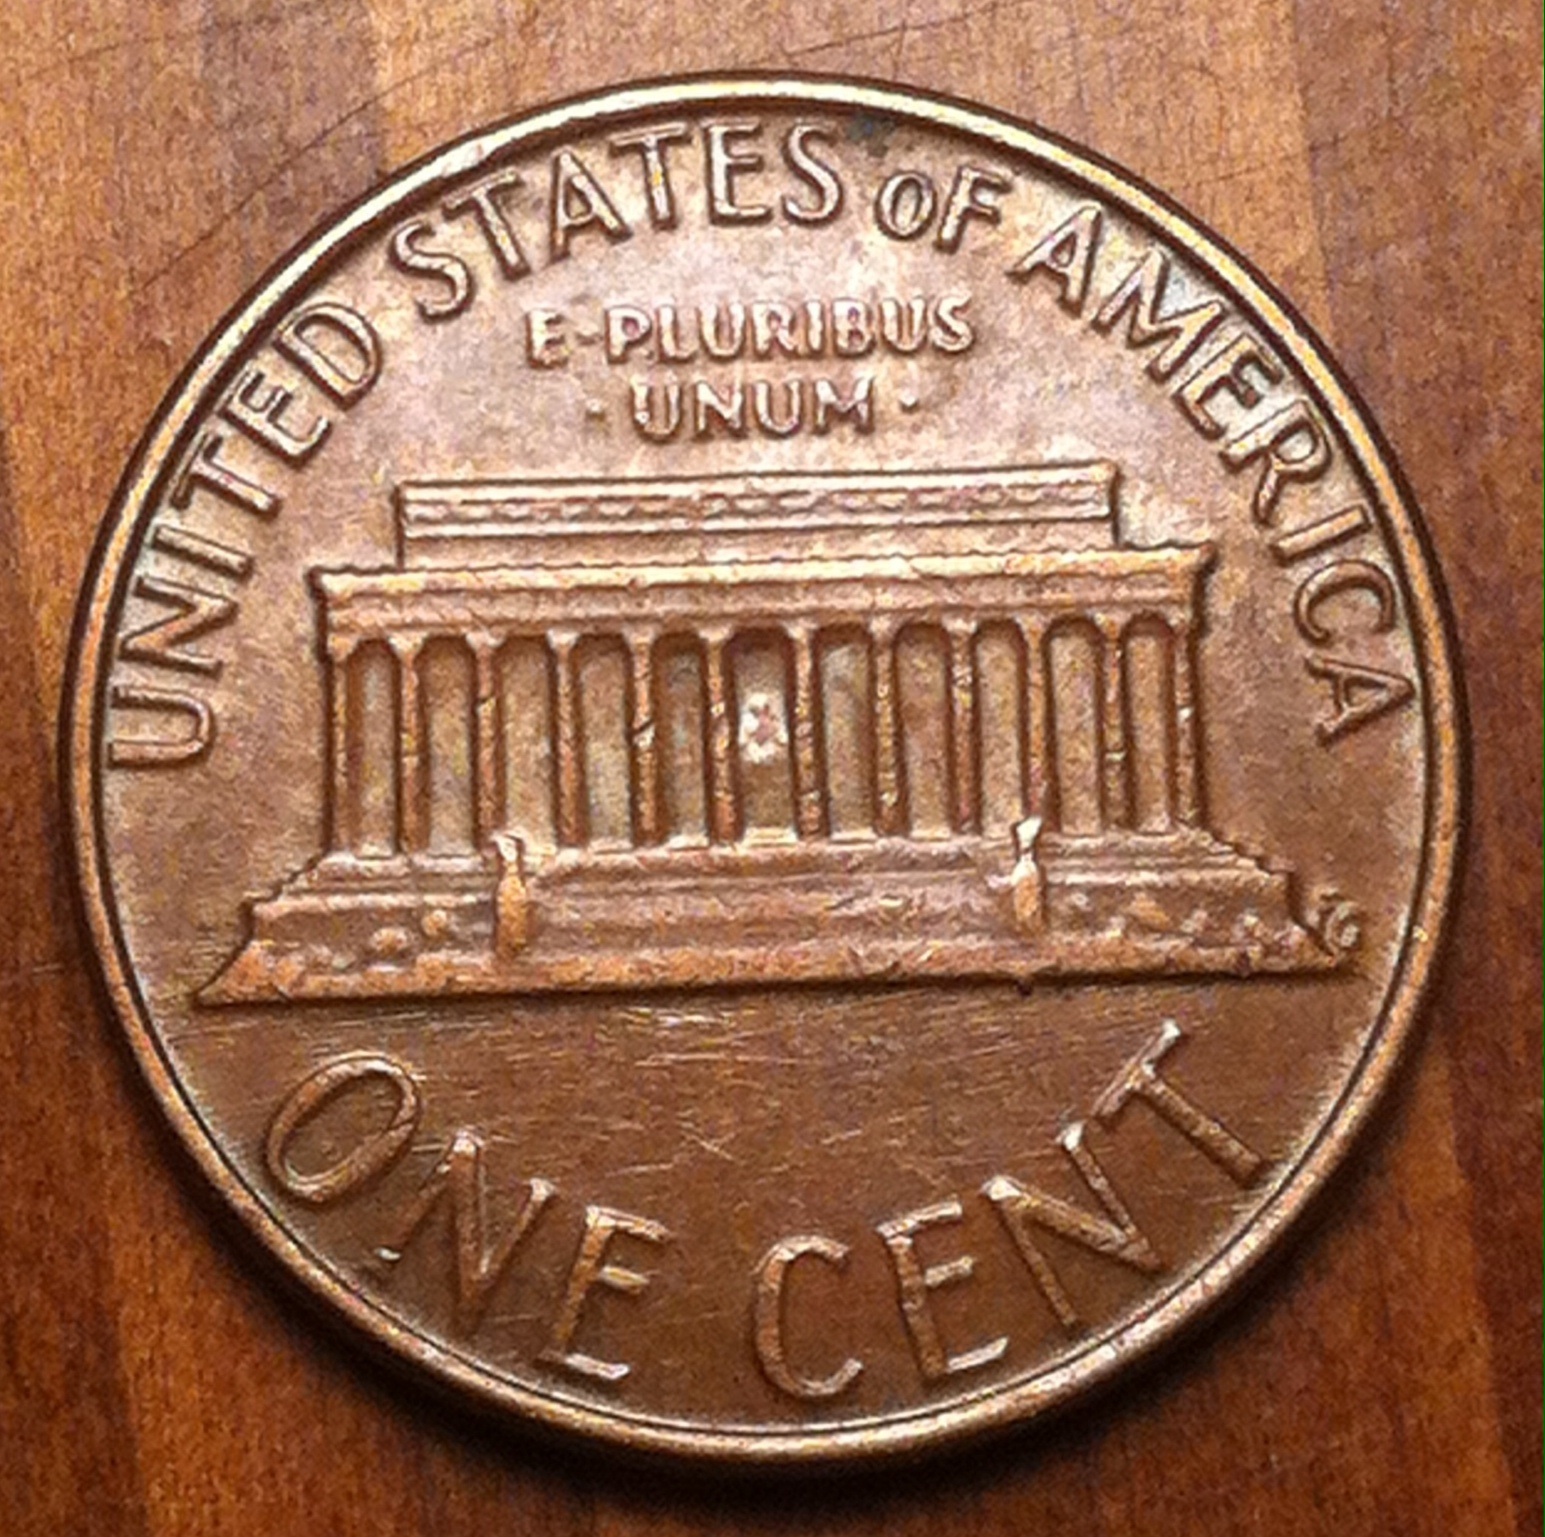 UNITED STATES OF AMERICA
E·PLURIBUS
·UNUM·
ONE CENT